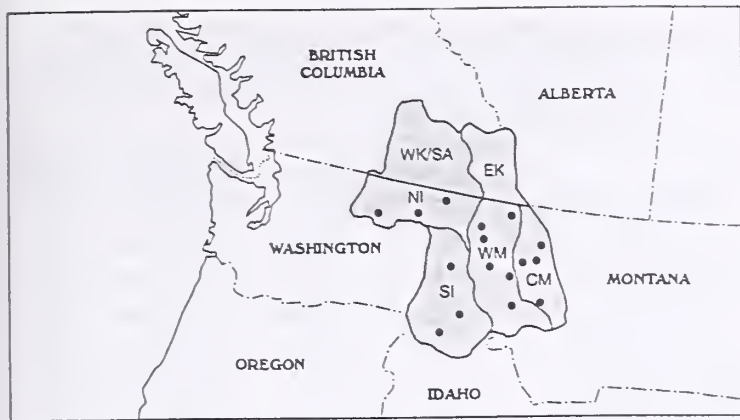 BRITISH
COLUMBIA
ALBERTA
WK/SA
EK
NI
WASHINGTON
WM
SI
CM
MONTANA
OREGON
IDAHO